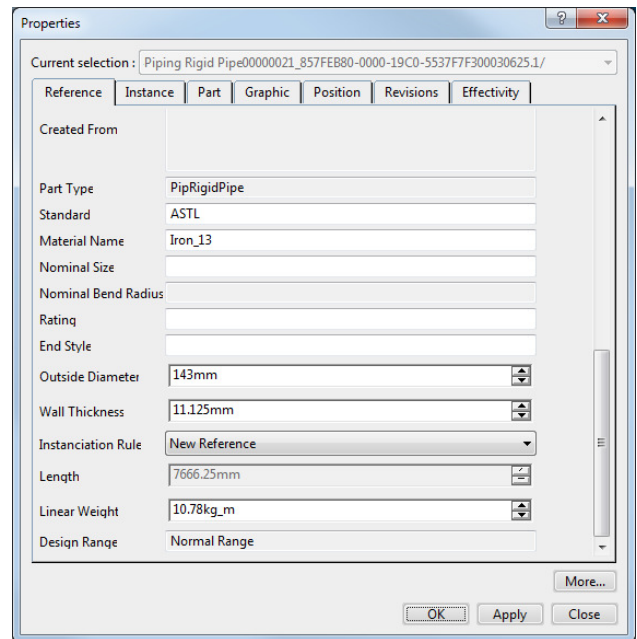 Properties
Current selection : Piping Rigid Pipe00000021_857FEB80-0000-19C0-5537F7F300030625.1/
Reference Instance Part Graphic Position Revisions Effectivity
Created From
Part Type PipRigidPipe
Standard ASTL
Material Name Iron_13
Nominal Size
Nominal Bend Radius
Rating
End Style
Outside Diameter 143mm
Wall Thickness 11.125mm
Instanciation Rule New Reference
Length 7666.25mm
Linear Weight 10.78kg_m
Design Range Normal Range
More...
OK Apply Close